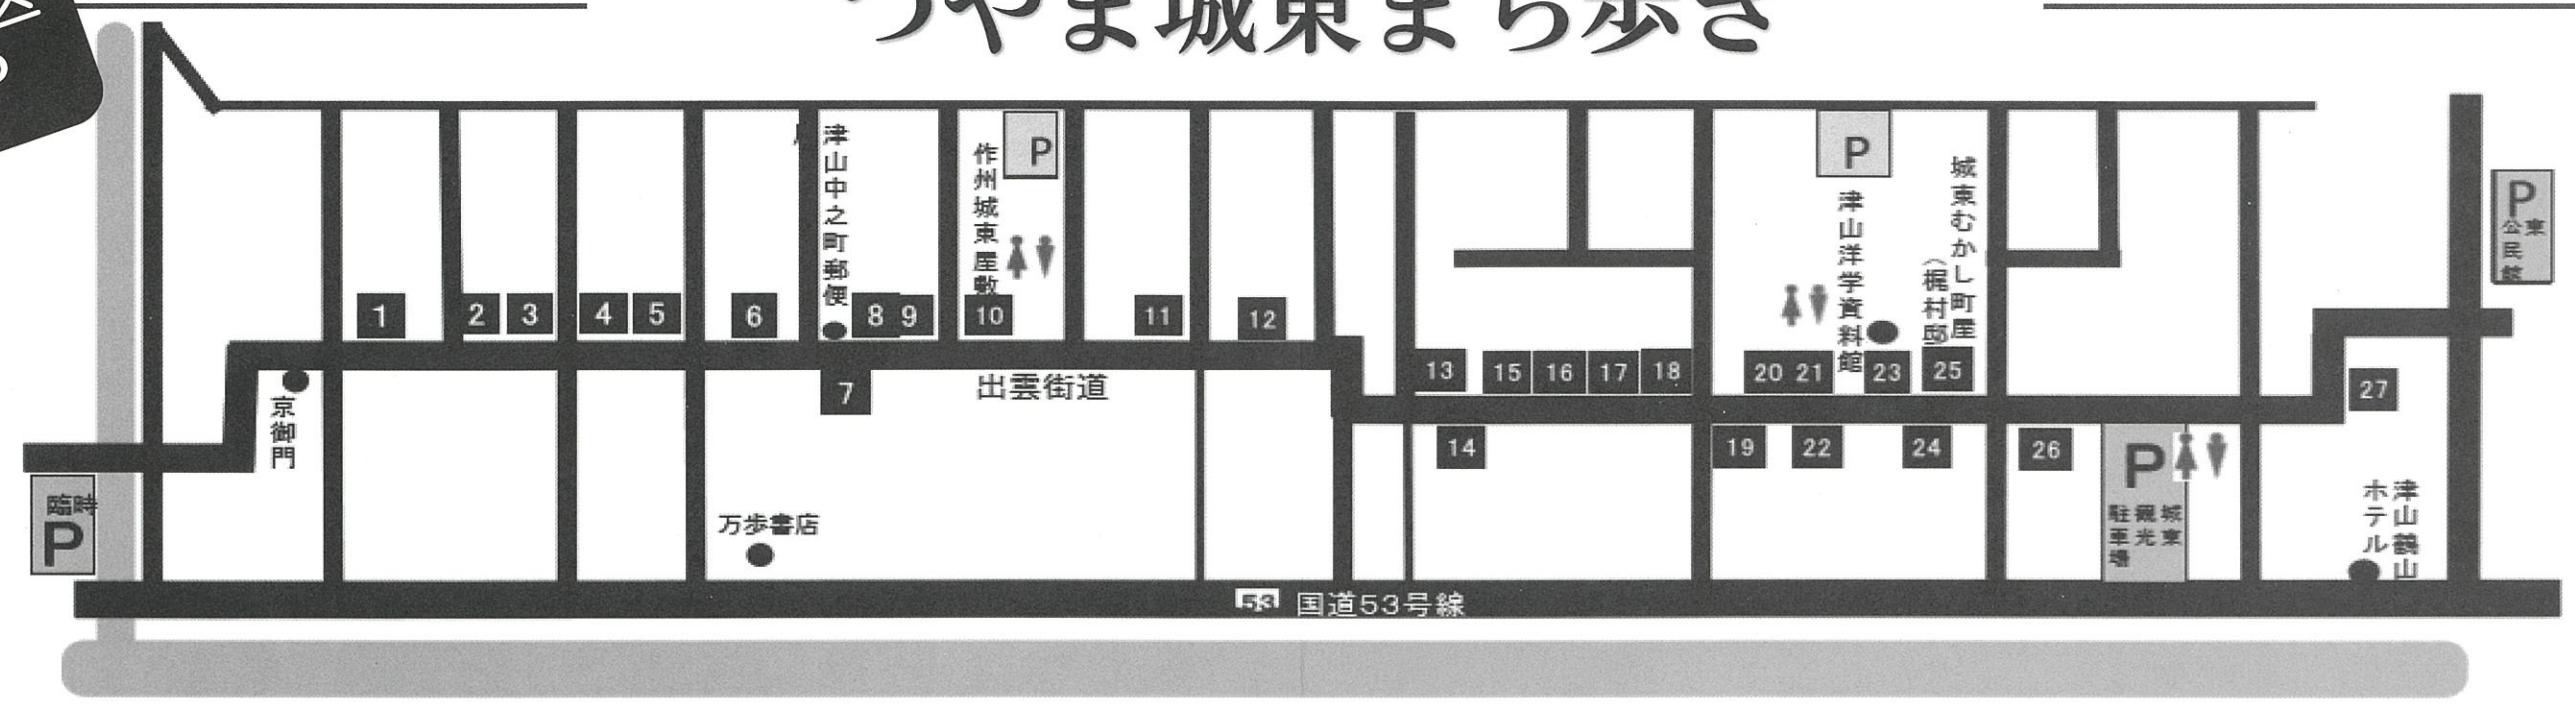 つやま城東まち歩き
P
P
P
東公民館
津山中之町郵便
作州城東屋敷
津山洋学資料館
城東むかし町屋
（梶村邸
1
2
3
4
5
6
8
9
10
11
12
7
出雲街道
13
15
16
17
18
20
21
23
25
27
14
19
22
24
26
京御門
臨時
P
万歩書店
P
城東観光駐車場
津山鶴山ホテル
53
国道53号線